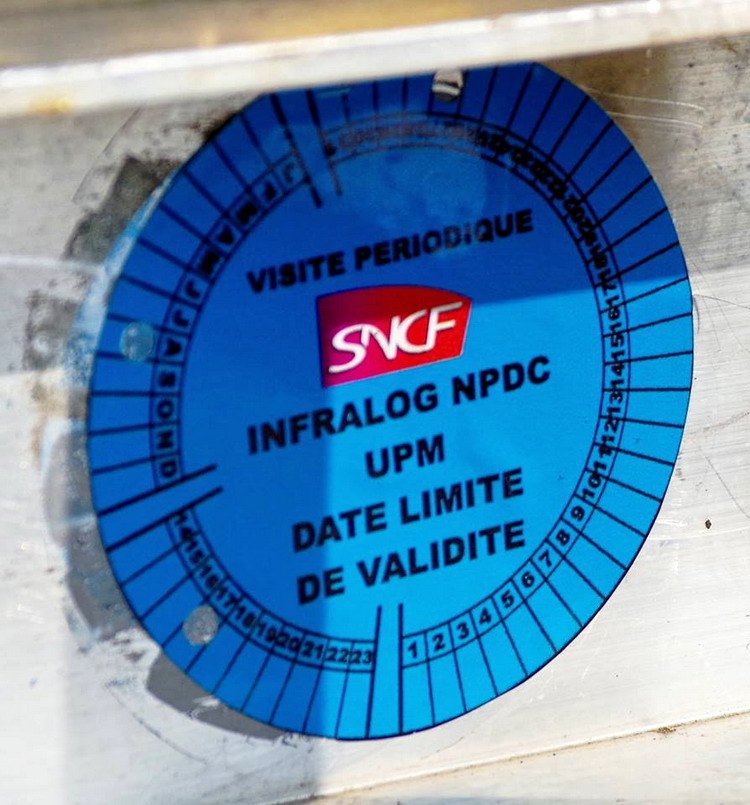 VISITE PERIODIQUE
SNCF
INFRALOG NPDC
UPM
DATE LIMITE
DE VALIDITE
J F M A M J J A S O N D
14 15 16 17 18 19 20 21 22 23
1 2 3 4 5 6 7 8 9 10 11 12 13 14 15 16 17 18 19 20